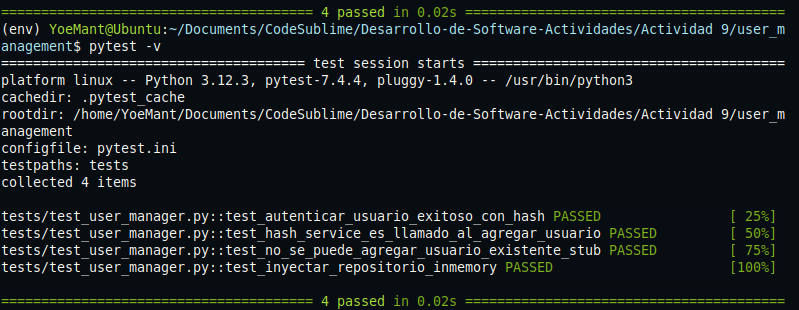 ======================================= 4 passed in 0.02s ========================================
(env) YoeMant@Ubuntu:~/Documents/CodeSublime/Desarrollo-de-Software-Actividades/Actividad 9/user_m
anagement$ pytest -v
====================================== test session starts =======================================
platform linux -- Python 3.12.3, pytest-7.4.4, pluggy-1.4.0 -- /usr/bin/python3
cachedir: .pytest_cache
rootdir: /home/YoeMant/Documents/CodeSublime/Desarrollo-de-Software-Actividades/Actividad 9/user_m
anagement
configfile: pytest.ini
testpaths: tests
collected 4 items
tests/test_user_manager.py::test_autenticar_usuario_exitoso_con_hash PASSED                [ 25%]
tests/test_user_manager.py::test_hash_service_es_llamado_al_agregar_usuario PASSED         [ 50%]
tests/test_user_manager.py::test_no_se_puede_agregar_usuario_existente_stub PASSED         [ 75%]
tests/test_user_manager.py::test_inyectar_repositorio_inmemory PASSED                      [100%]
======================================= 4 passed in 0.02s ========================================